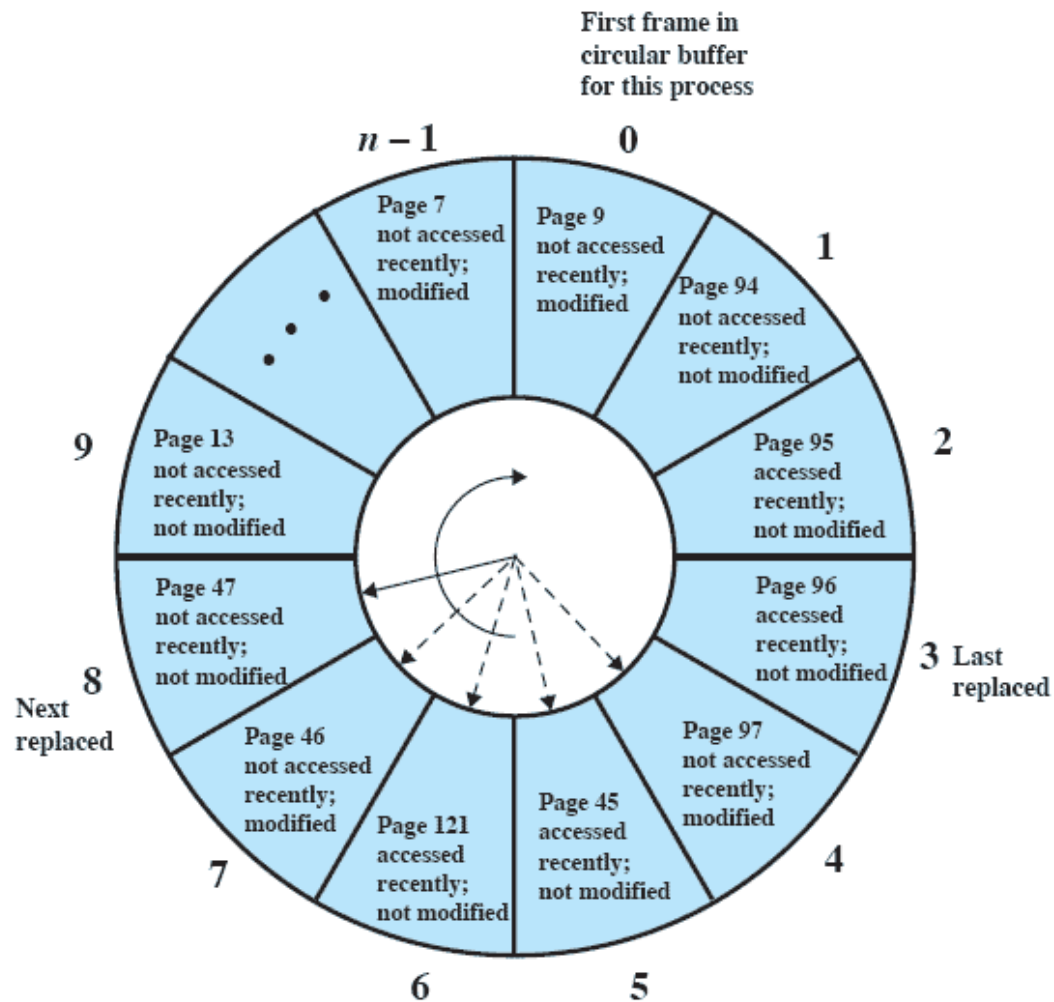 First frame in
circular buffer
for this process
n – 1
0
Page 7
not accessed
recently;
modified
Page 9
not accessed
recently;
modified
1
Page 94
not accessed
recently;
not modified
2
Page 95
accessed
recently;
not modified
Page 96
accessed
recently;
not modified
3
Last
replaced
Page 97
not accessed
recently;
modified
4
Page 45
accessed
recently;
not modified
5
Page 121
accessed
recently;
not modified
6
Page 46
not accessed
recently;
modified
7
Page 47
not accessed
recently;
not modified
8
Next
replaced
Page 13
not accessed
recently;
not modified
9